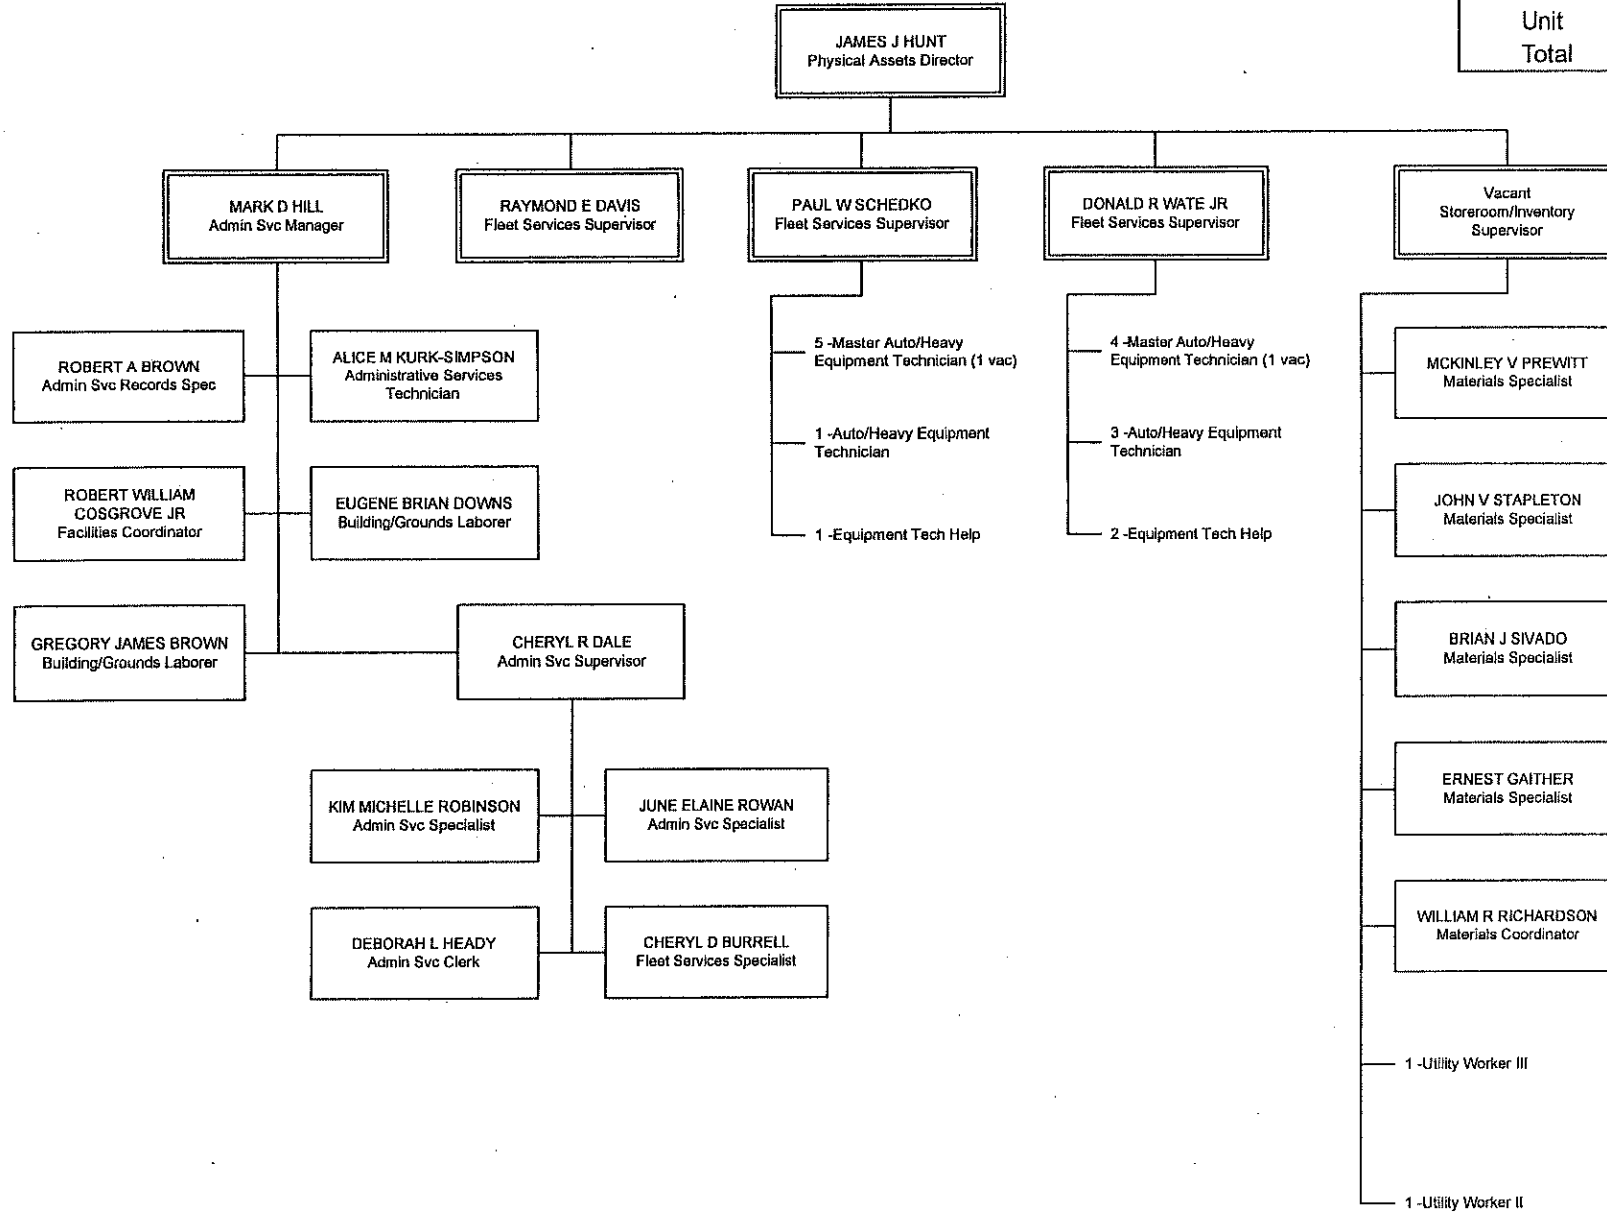 Unit
Total
JAMES J HUNT
Physical Assets Director
MARK D HILL
Admin Svc Manager
RAYMOND E DAVIS
Fleet Services Supervisor
PAUL W SCHEDKO
Fleet Services Supervisor
DONALD R WATE JR
Fleet Services Supervisor
Vacant
Storeroom/Inventory
Supervisor
ROBERT A BROWN
Admin Svc Records Spec
ALICE M KURK-SIMPSON
Administrative Services
Technician
ROBERT WILLIAM
COSGROVE JR
Facilities Coordinator
EUGENE BRIAN DOWNS
Building/Grounds Laborer
GREGORY JAMES BROWN
Building/Grounds Laborer
CHERYL R DALE
Admin Svc Supervisor
KIM MICHELLE ROBINSON
Admin Svc Specialist
JUNE ELAINE ROWAN
Admin Svc Specialist
DEBORAH L HEADY
Admin Svc Clerk
CHERYL D BURRELL
Fleet Services Specialist
5 -Master Auto/Heavy
Equipment Technician (1 vac)
1 -Auto/Heavy Equipment
Technician
1 -Equipment Tech Help
4 -Master Auto/Heavy
Equipment Technician (1 vac)
3 -Auto/Heavy Equipment
Technician
2 -Equipment Tech Help
MCKINLEY V PREWITT
Materials Specialist
JOHN V STAPLETON
Materials Specialist
BRIAN J SIVADO
Materials Specialist
ERNEST GAITHER
Materials Specialist
WILLIAM R RICHARDSON
Materials Coordinator
1 -Utility Worker III
1 -Utility Worker II